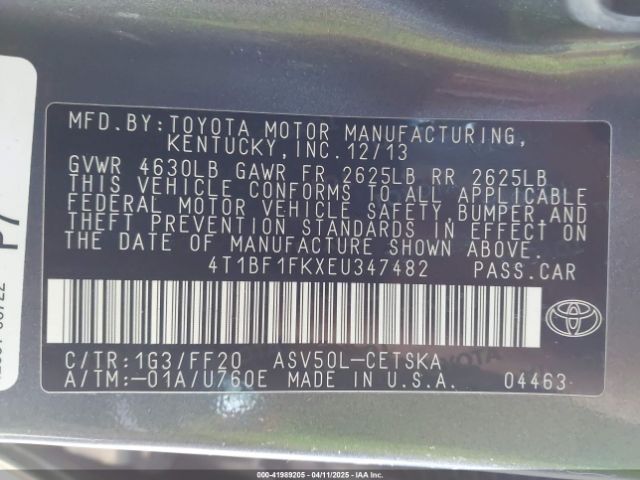 MFD.BY:TOYOTA MOTOR MANUFACTURING,
KENTUCKY,INC.12/13
GVWR 4630LB GAWR FR 2625LB RR 2625LB
THIS VEHICLE CONFORMS TO ALL APPLICABLE
FEDERAL MOTOR VEHICLE SAFETY,BUMPER,AND
THEFT PREVENTION STANDARDS IN EFFECT ON
THE DATE OF MANUFACTURE SHOWN ABOVE.
4T1BF1FKXEU347482 PASS.CAR
C/TR:1G3/FF20 ASV50L-CETSKA
A/TM:-01A/U760E MADE IN U.S.A. 04463
P7
© 41989205 - 04/11/2025 - IAAI.COM